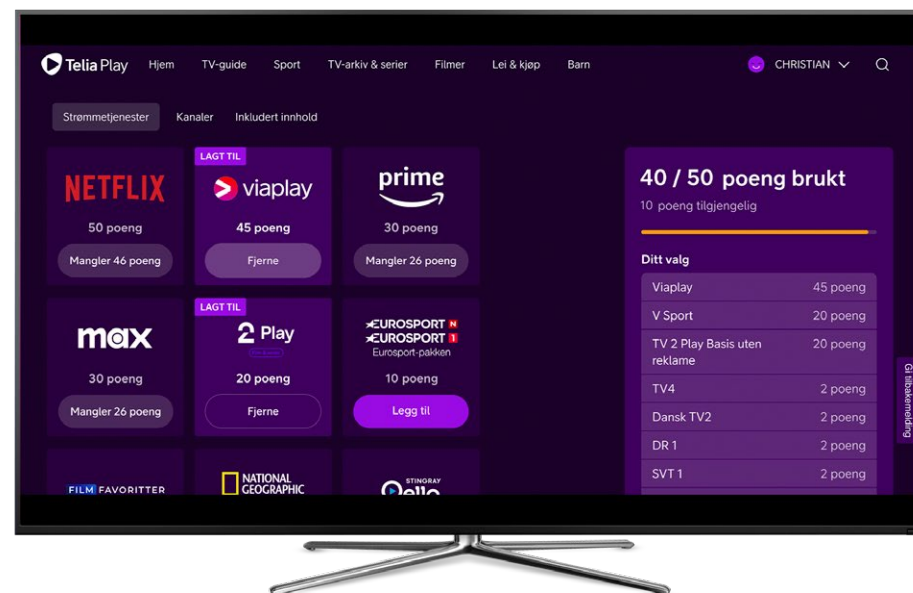 Telia Play Hjem TV-guide Sport TV-arkiv & serier Filmer Lei & kjøp Barn CHRISTIAN
Strømmetjenester Kanaler Inkludert innhold
NETFLIX
50 poeng
Mangler 46 poeng
LAGT TIL
viaplay
45 poeng
Fjerne
prime
30 poeng
Mangler 26 poeng
max
30 poeng
Mangler 26 poeng
LAGT TIL
2 Play
20 poeng
Fjerne
EUROSPORT N
EUROSPORT 1
Eurosport-pakken
10 poeng
Legg til
FILM FAVORITTER
NATIONAL
GEOGRAPHIC
STINGRAY
Qello
40 / 50 poeng brukt
10 poeng tilgjengelig
Ditt valg
Viaplay 45 poeng
V Sport 20 poeng
TV 2 Play Basis uten 20 poeng
reklame
TV4 2 poeng
Dansk TV2 2 poeng
DR 1 2 poeng
SVT 1 2 poeng
Gi tilbakemelding